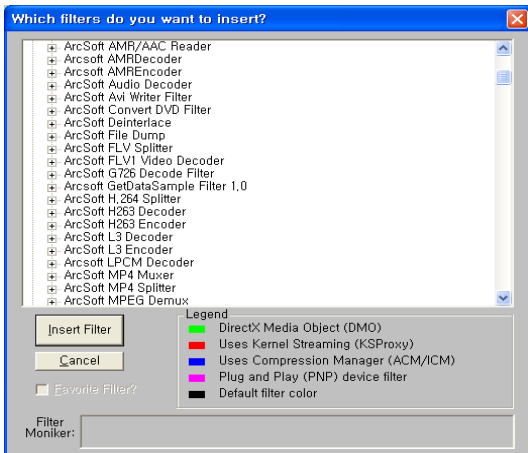 Which filters do you want to insert?
ArcSoft AMR/AAC Reader
ArcSoft AMRDecoder
ArcSoft AMREncoder
ArcSoft Audio Decoder
ArcSoft Avi Writer Filter
ArcSoft Convert DVD Filter
ArcSoft Deinterlace
ArcSoft File Dump
ArcSoft FLV Splitter
ArcSoft FLV1 Video Decoder
ArcSoft G726 Decode Filter
Arcsoft GetDataSample Filter 1,0
ArcSoft H,264 Splitter
ArcSoft H263 Decoder
ArcSoft H263 Encoder
ArcSoft L3 Decoder
ArcSoft L3 Encoder
ArcSoft LPCM Decoder
ArcSoft MP4 Muxer
ArcSoft MP4 Splitter
ArcSoft MPEG Demux
Insert Filter
Cancel
Favorite Filter?
Legend
DirectX Media Object (DMO)
Uses Kernel Streaming (KSProxy)
Uses Compression Manager (ACM/ICM)
Plug and Play (PNP) device filter
Default filter color
Filter
Moniker: